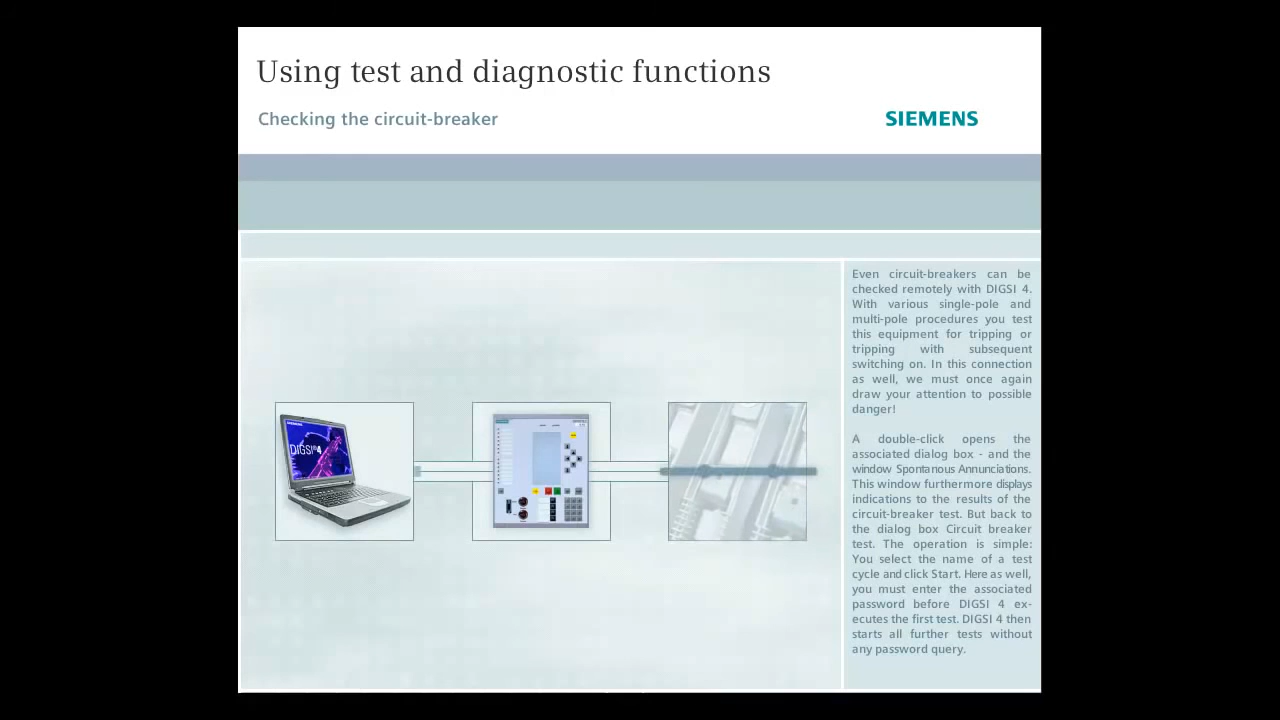 Using test and diagnostic functions
Checking the circuit-breaker
SIEMENS
Even circuit-breakers can be
checked remotely with DIGSI 4.
With various single-pole and
multi-pole procedures you test
this equipment for tripping or
tripping with subsequent
switching on. In this connection
as well, we must once again
draw your attention to possible
danger!
A double-click opens the
associated dialog box - and the
window Spontanous Annunciations.
This window furthermore displays
indications to the results of the
circuit-breaker test. But back to
the dialog box Circuit breaker
test. The operation is simple:
You select the name of a test
cycle and click Start. Here as well,
you must enter the associated
password before DIGSI 4 ex-
ecutes the first test. DIGSI 4 then
starts all further tests without
any password query.
DIGSI 4